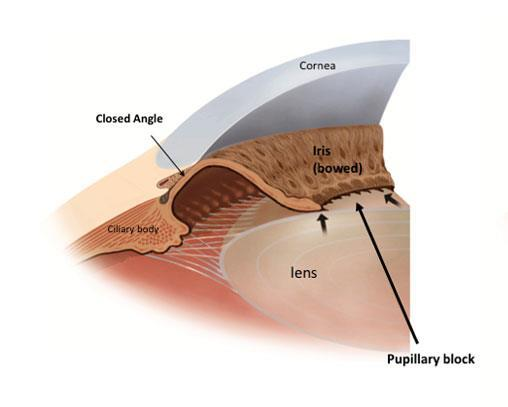 Cornea
Closed Angle
Iris
(bowed)
Ciliary body
lens
Pupillary block